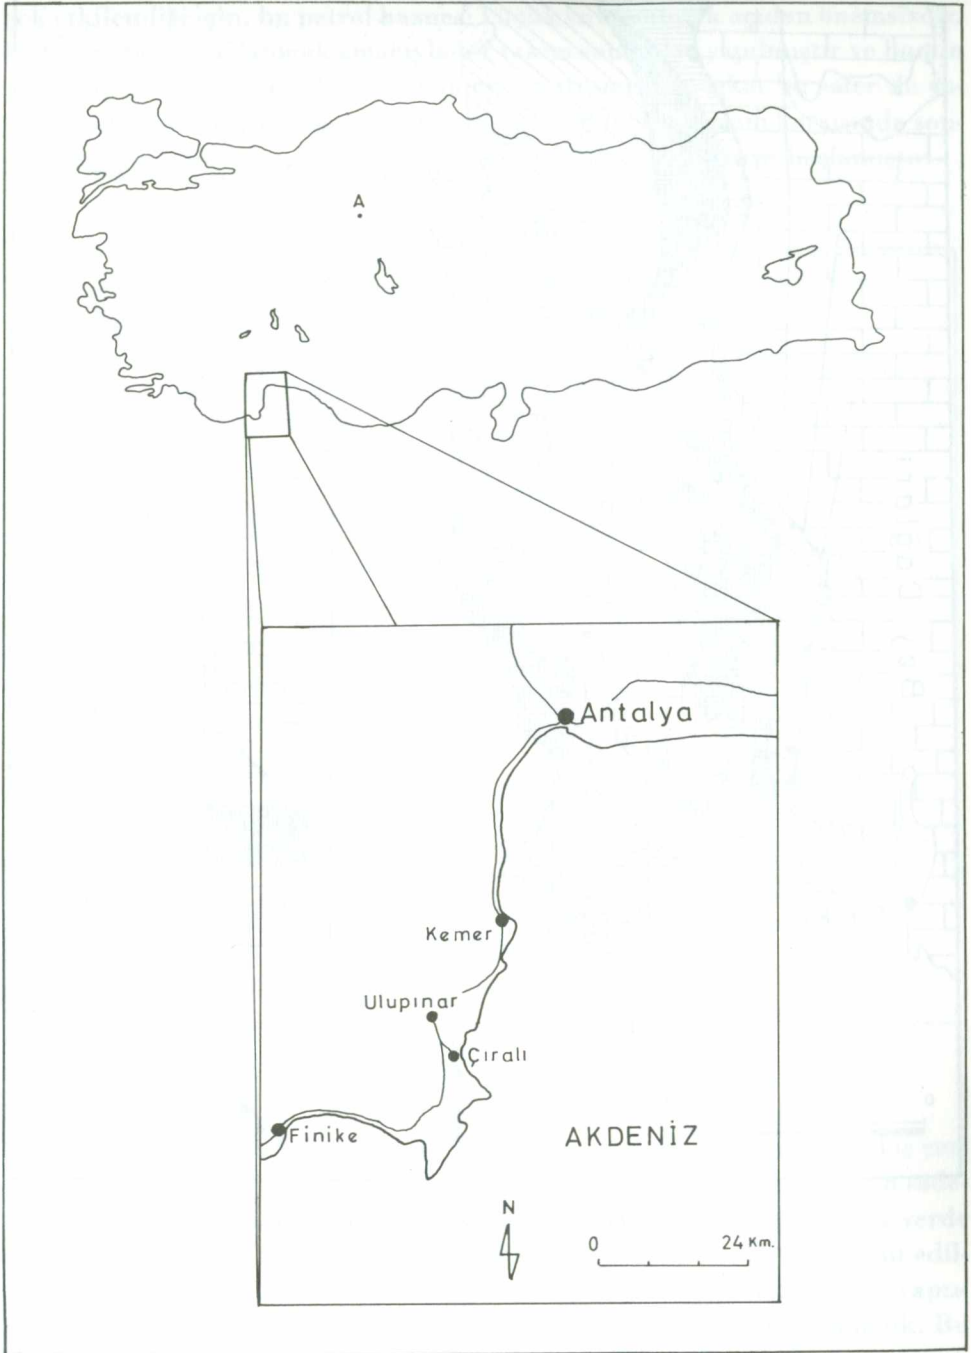 A
Antalya
Kemer
Ulupınar
Çıralı
Finike
AKDENİZ
N
0 24 Km.